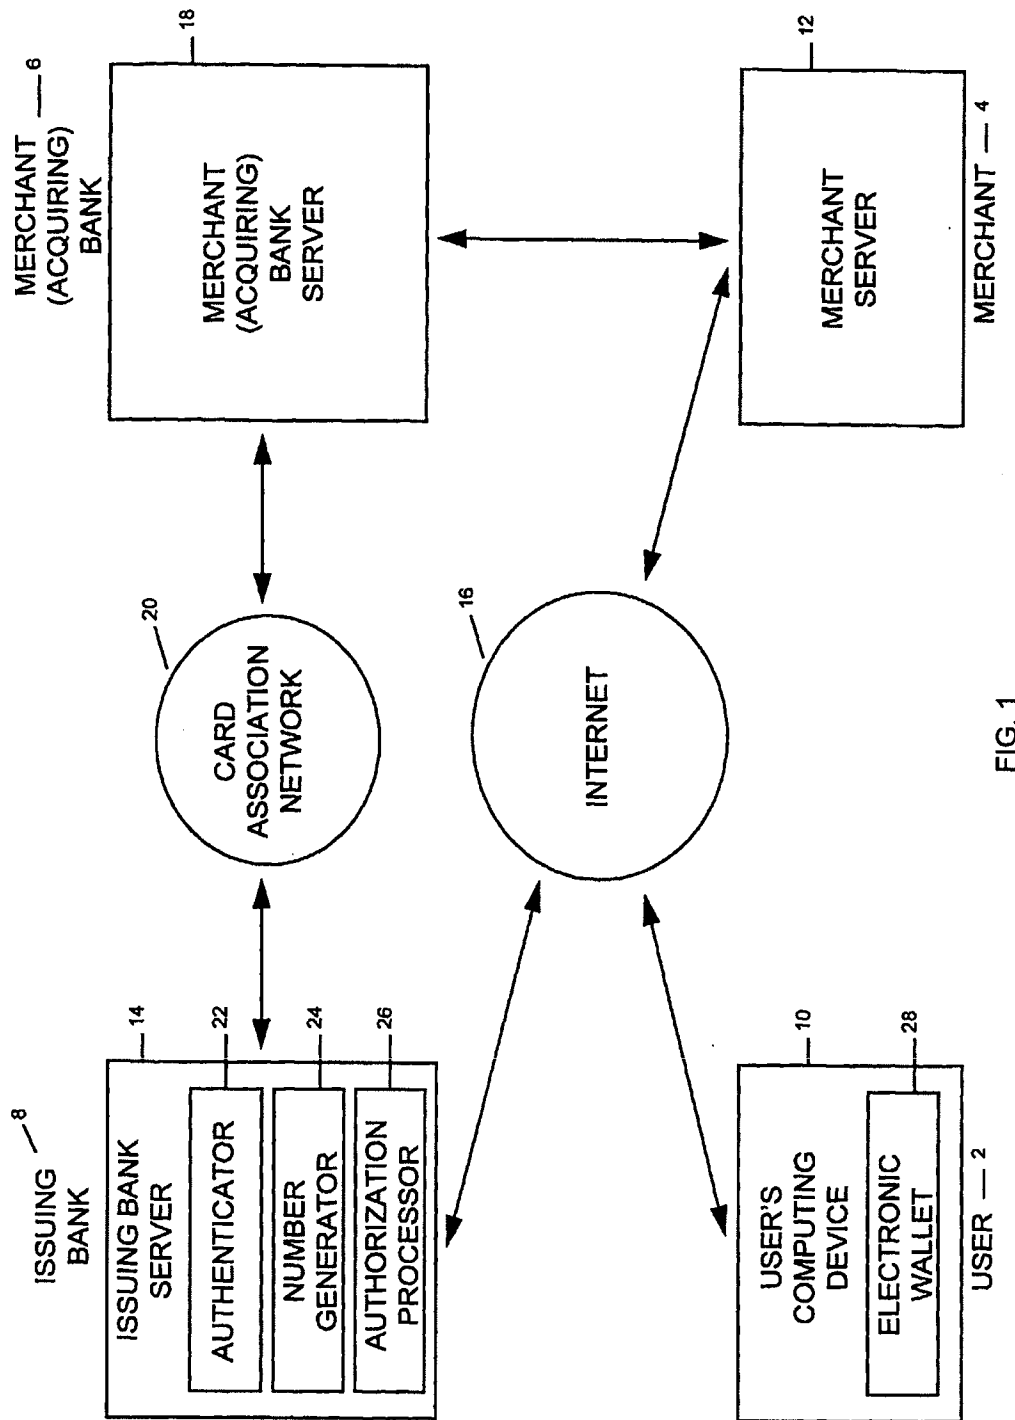 ISSUING
BANK
8
ISSUING BANK
SERVER
14
AUTHENTICATOR
22
NUMBER
GENERATOR
24
AUTHORIZATION
PROCESSOR
26
CARD
ASSOCIATION
NETWORK
20
MERCHANT
(ACQUIRING)
BANK
6
MERCHANT
(ACQUIRING)
BANK
SERVER
18
INTERNET
16
USER'S
COMPUTING
DEVICE
10
ELECTRONIC
WALLET
28
USER
2
MERCHANT
SERVER
12
MERCHANT
4
FIG. 1